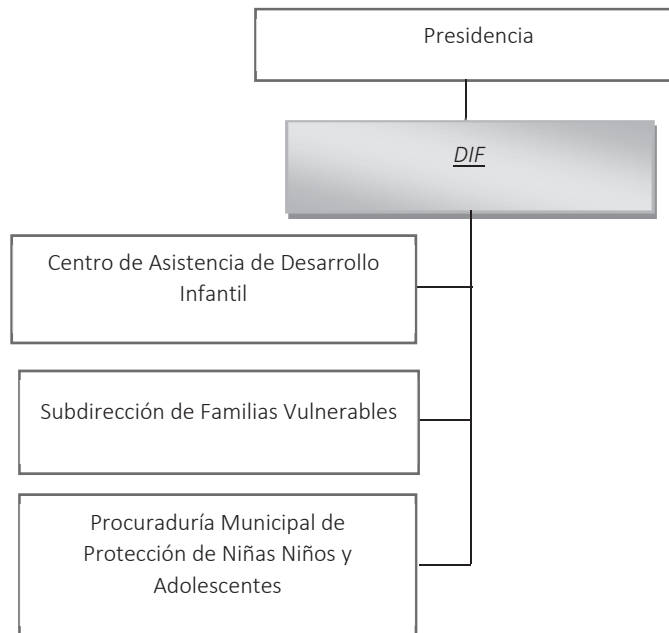 Presidencia
DIF
Centro de Asistencia de Desarrollo
Infantil
Subdirección de Familias Vulnerables
Procuraduría Municipal de
Protección de Niñas Niños y
Adolescentes